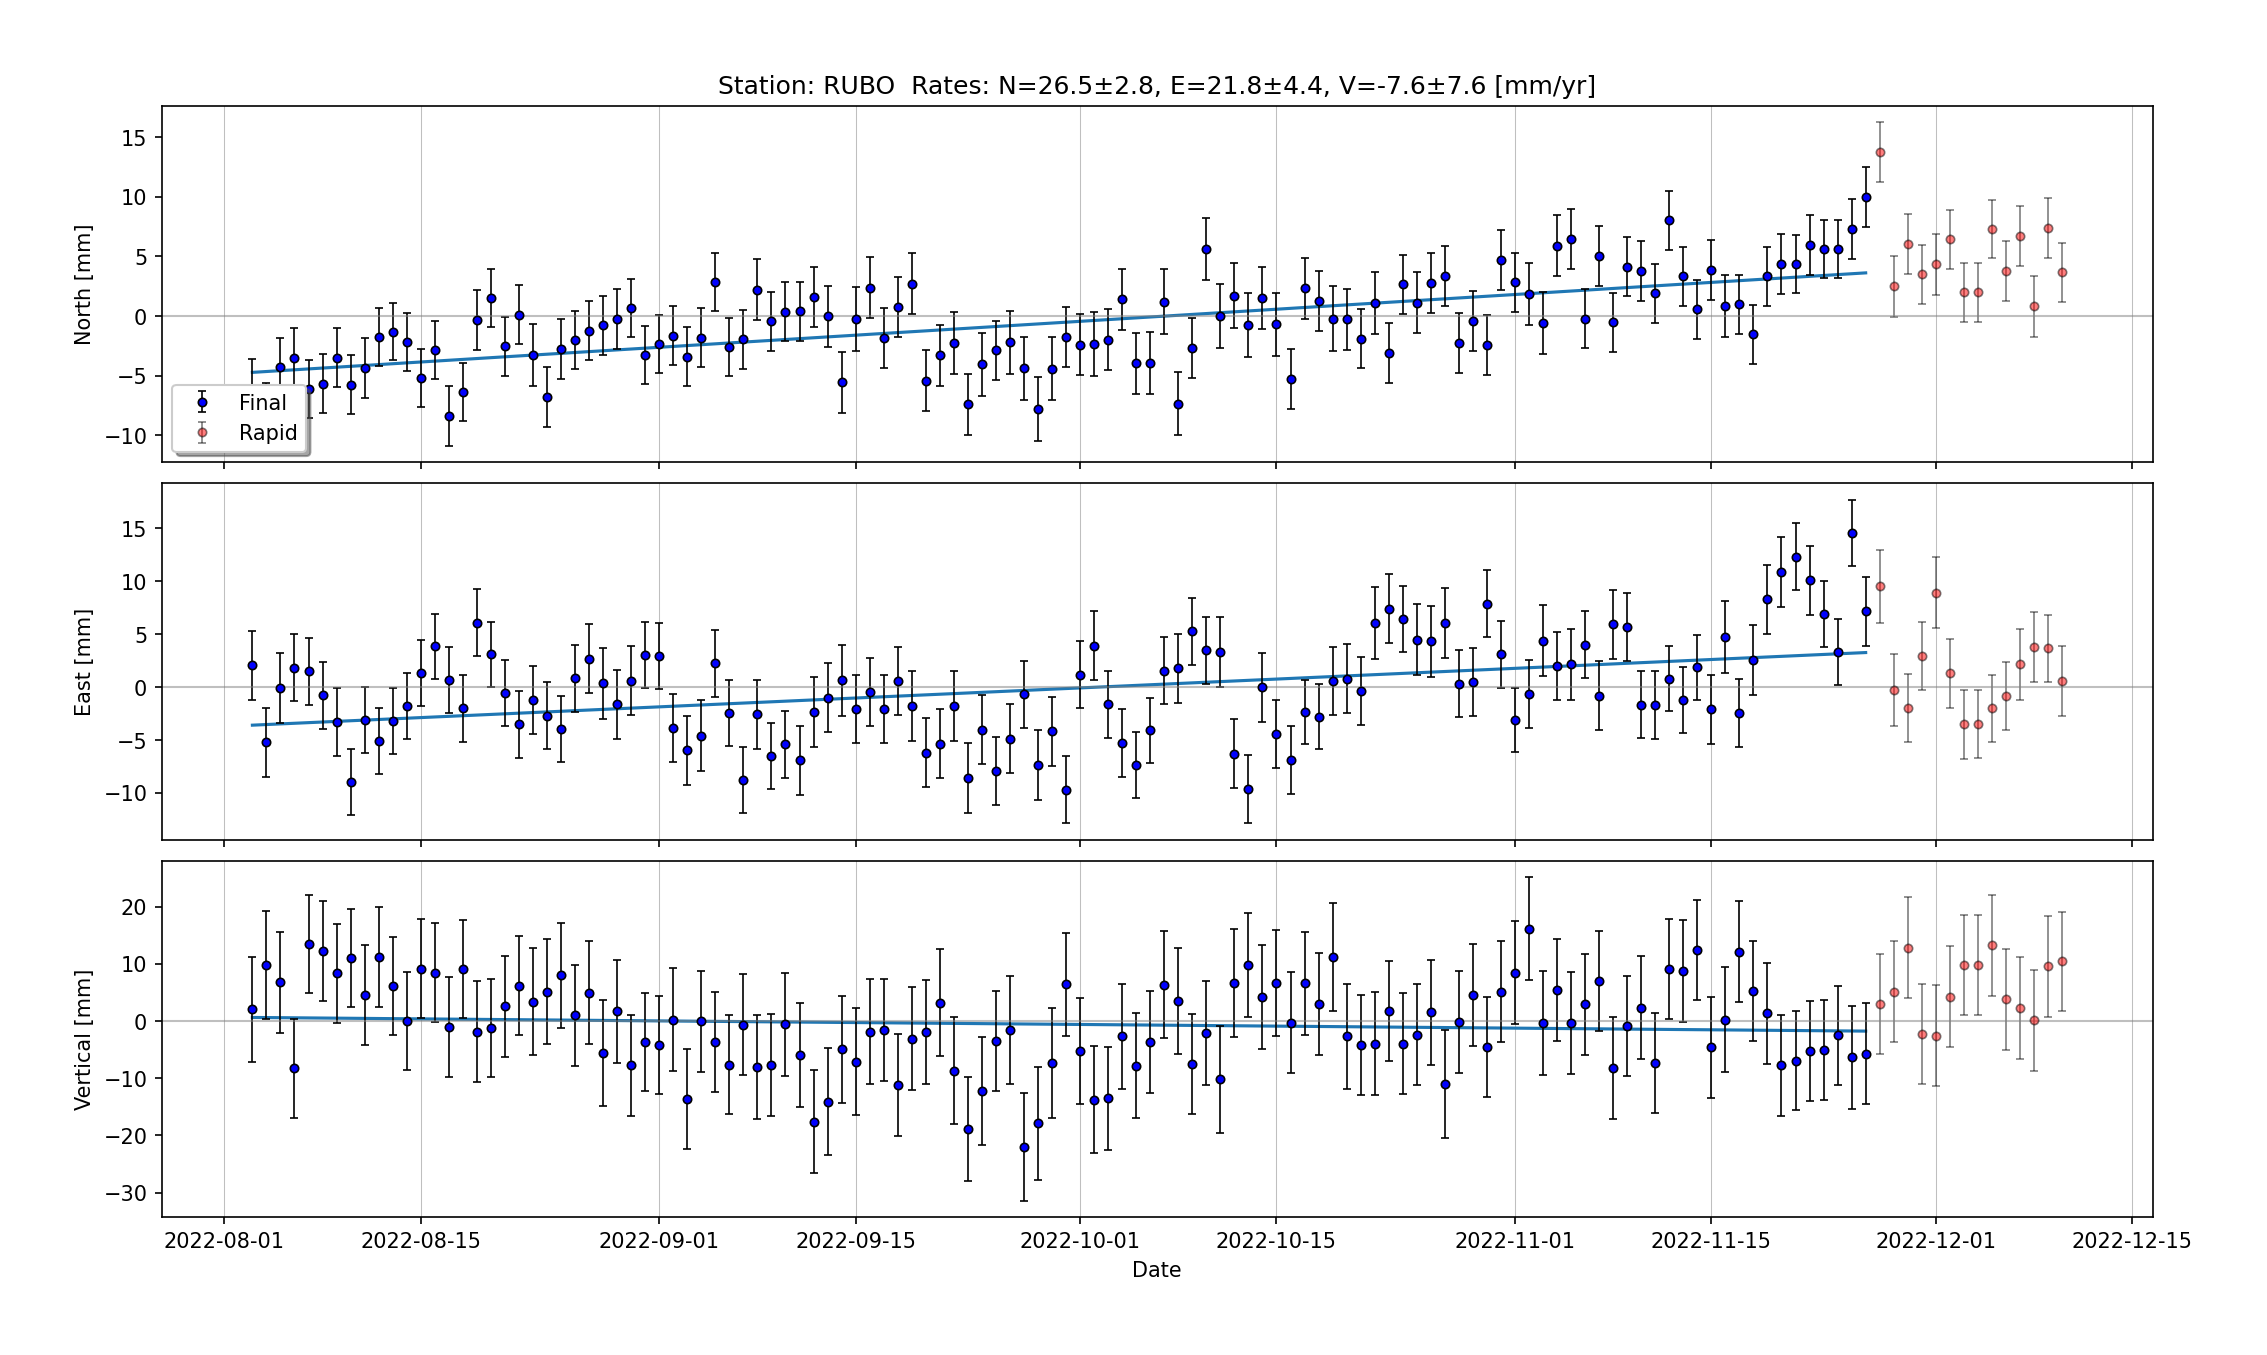 Station: RUBO  Rates: N=26.5±2.8, E=21.8±4.4, V=-7.6±7.6 [mm/yr]
North [mm]
15
10
5
0
−5
−10
Final
Rapid
East [mm]
15
10
5
0
−5
−10
Vertical [mm]
20
10
0
−10
−20
−30
2022-08-01 2022-08-15 2022-09-01 2022-09-15 2022-10-01 2022-10-15 2022-11-01 2022-11-15 2022-12-01 2022-12-15
Date